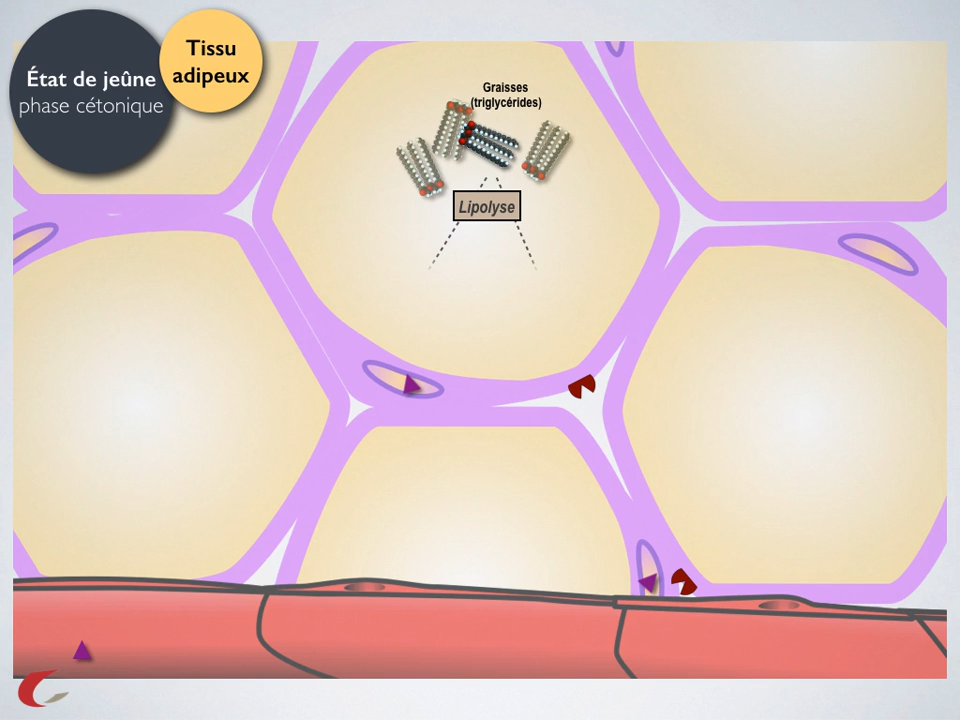 État de jeûne
phase cétonique
Tissu
adipeux
Graisses
(triglycérides)
Lipolyse